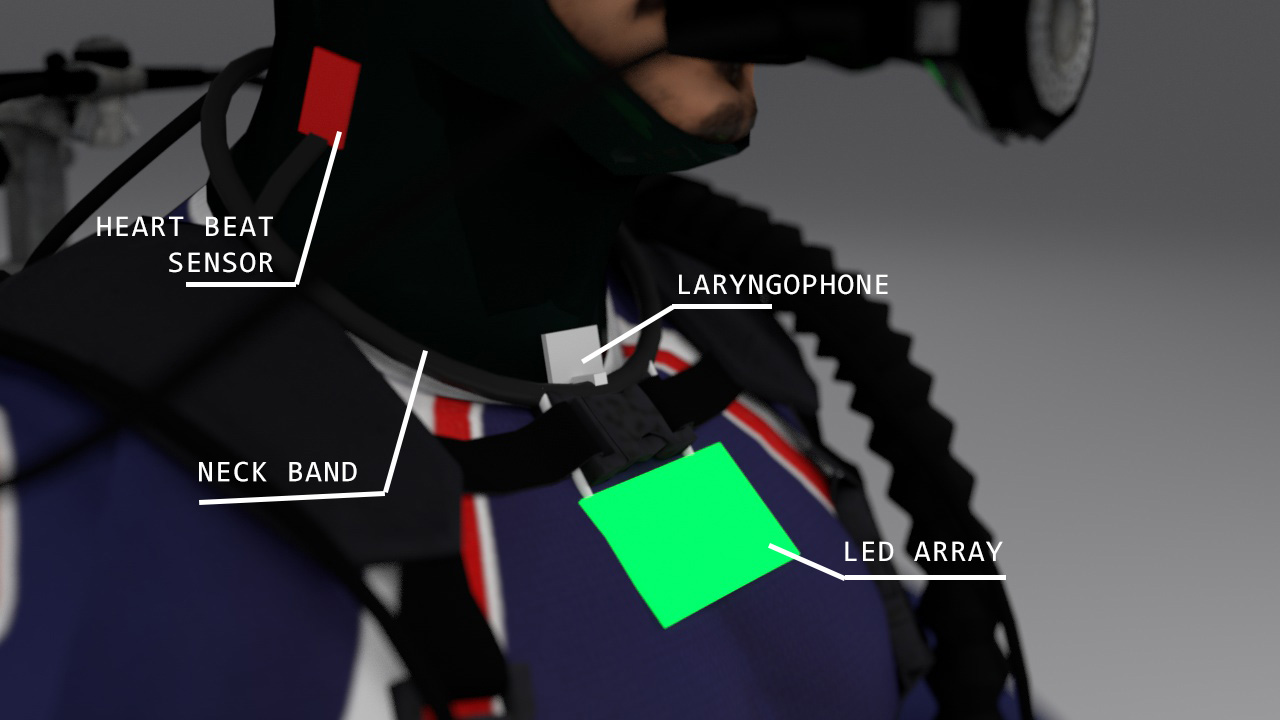 HEART BEAT
SENSOR
LARYNGOPHONE
NECK BAND
LED ARRAY